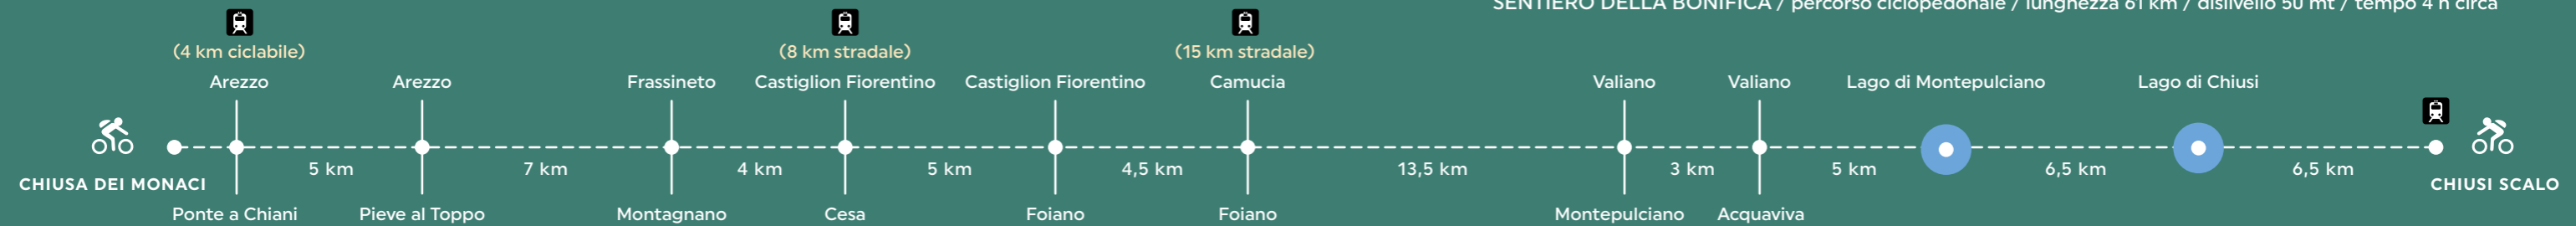 SENTIERO DELLA BONIFICA / percorso ciclopedonale / lunghezza 61 km / dislivello 50 mt / tempo 4 h circa
(4 km ciclabile) (8 km stradale) (15 km stradale)
Arezzo Arezzo Frassineto Castiglion Fiorentino Castiglion Fiorentino Camucia Valiano Valiano Lago di Montepulciano Lago di Chiusi
5 km 7 km 4 km 5 km 4,5 km 13,5 km 3 km 5 km 6,5 km 6,5 km
CHIUSA DEI MONACI CHIUSI SCALO
Ponte a Chiani Pieve al Toppo Montagnano Cesa Foiano Foiano Montepulciano Acquaviva